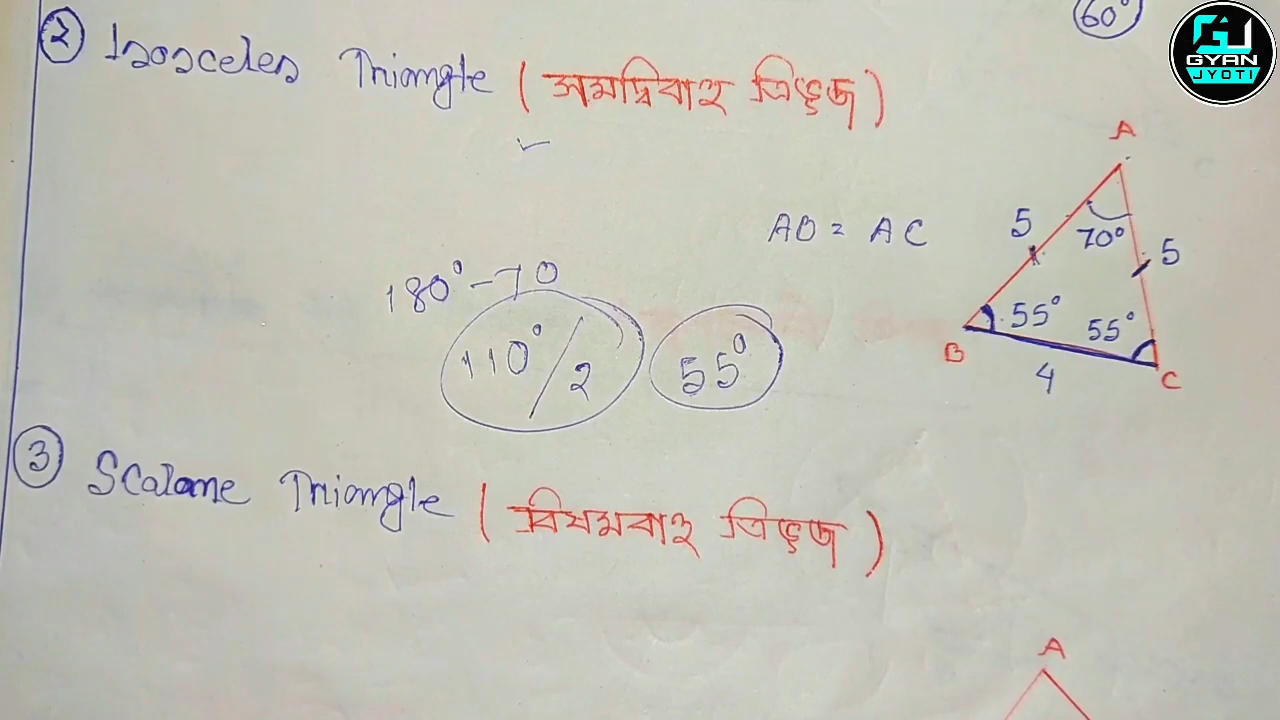 60°
GYAN
JYOTI
② Isosceles Triangle (সমদ্বিবাহু ত্রিভুজ)
A
AB = AC
5
70°
5
180° - 70
110°/2
55°
55°
55°
B
4
C
③ Scalane Triangle (বিষমবাহু ত্রিভুজ)
A